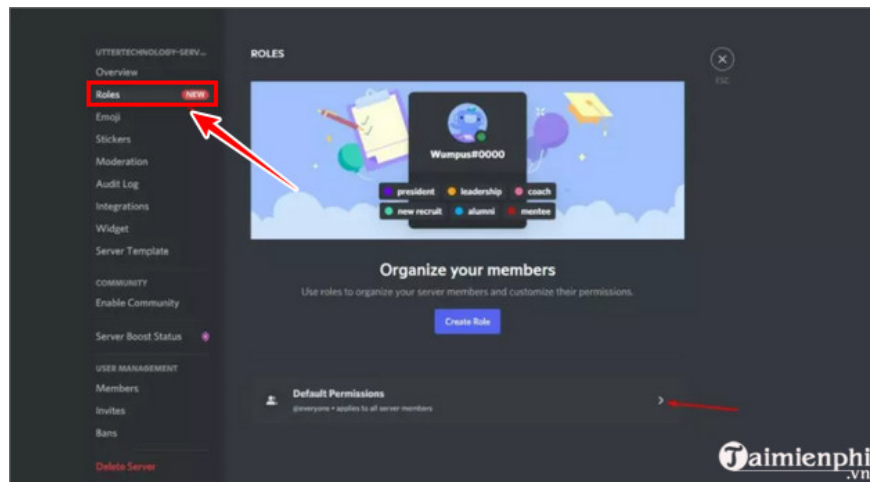 UTTERTECHNOLOGY-SERV...
Overview
Roles NEW
Emoji
Stickers
Moderation
Audit Log
Integrations
Widget
Server Template
COMMUNITY
Enable Community
Server Boost Status
USER MANAGEMENT
Members
Invites
Bans
Delete Server
ROLES
ESC
Wumpus#0000
president leadership coach
new recruit alumni mentee
Organize your members
Use roles to organize your server members and customize their permissions.
Create Role
Default Permissions
@everyone • applies to all server members
Taimienphi
.vn